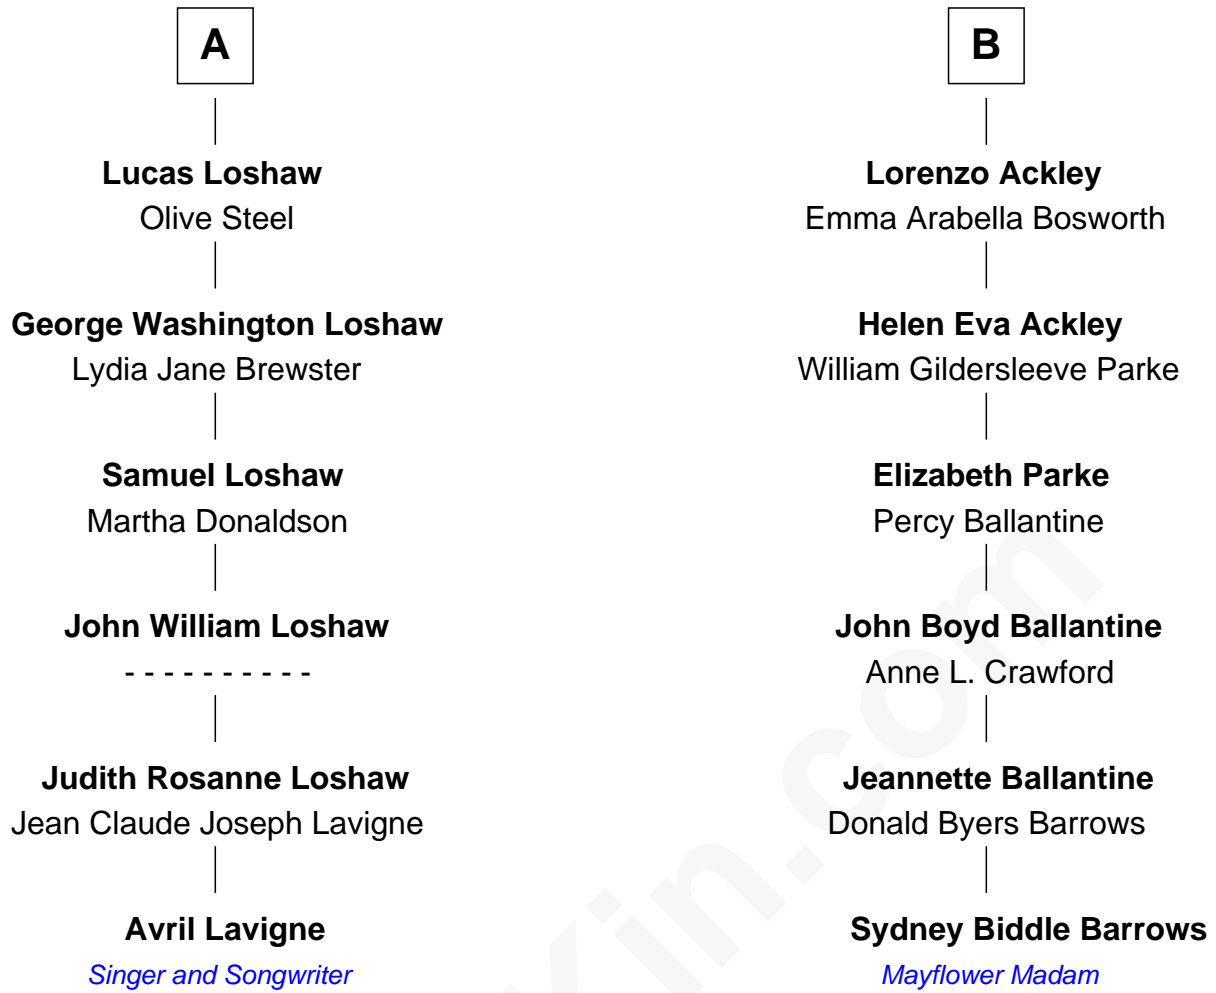 A
Lucas Loshaw
Olive Steel
George Washington Loshaw
Lydia Jane Brewster
Samuel Loshaw
Martha Donaldson
John William Loshaw
- - - - - - - - - -
Judith Rosanne Loshaw
Jean Claude Joseph Lavigne
Avril Lavigne
Singer and Songwriter
B
Lorenzo Ackley
Emma Arabella Bosworth
Helen Eva Ackley
William Gildersleeve Parke
Elizabeth Parke
Percy Ballantine
John Boyd Ballantine
Anne L. Crawford
Jeannette Ballantine
Donald Byers Barrows
Sydney Biddle Barrows
Mayflower Madam
kin.com